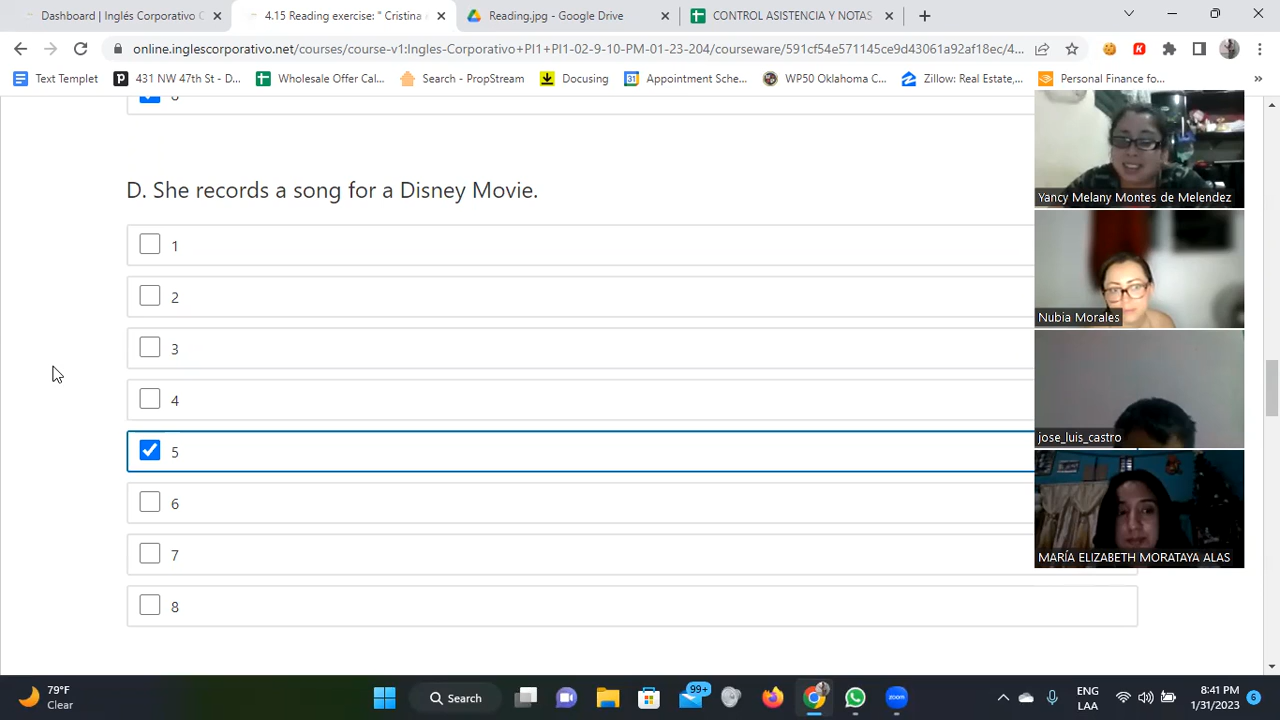 Dashboard | Inglés Corporativo C
4.15 Reading exercise: " Cristina e
Reading.jpg - Google Drive
CONTROL ASISTENCIA Y NOTAS
online.inglescorporativo.net/courses/course-v1:Ingles-Corporativo+PI1+PI1-02-9-10-PM-01-23-204/courseware/591cf54e571145ce9d43061a92af18ec/4...
Text Templet
431 NW 47th St - D...
Wholesale Offer Cal...
Search - PropStream
Docusing
Appointment Sche...
WP50 Oklahoma C...
Zillow: Real Estate,...
Personal Finance fo...
»
D. She records a song for a Disney Movie.
1
2
3
4
5
6
7
8
Yancy Melany Montes de Melendez
Nubia Morales
jose_luis_castro
MARÍA ELIZABETH MORATAYA ALAS
79°F
Clear
Search
99+
ENG
LAA
8:41 PM
1/31/2023
6